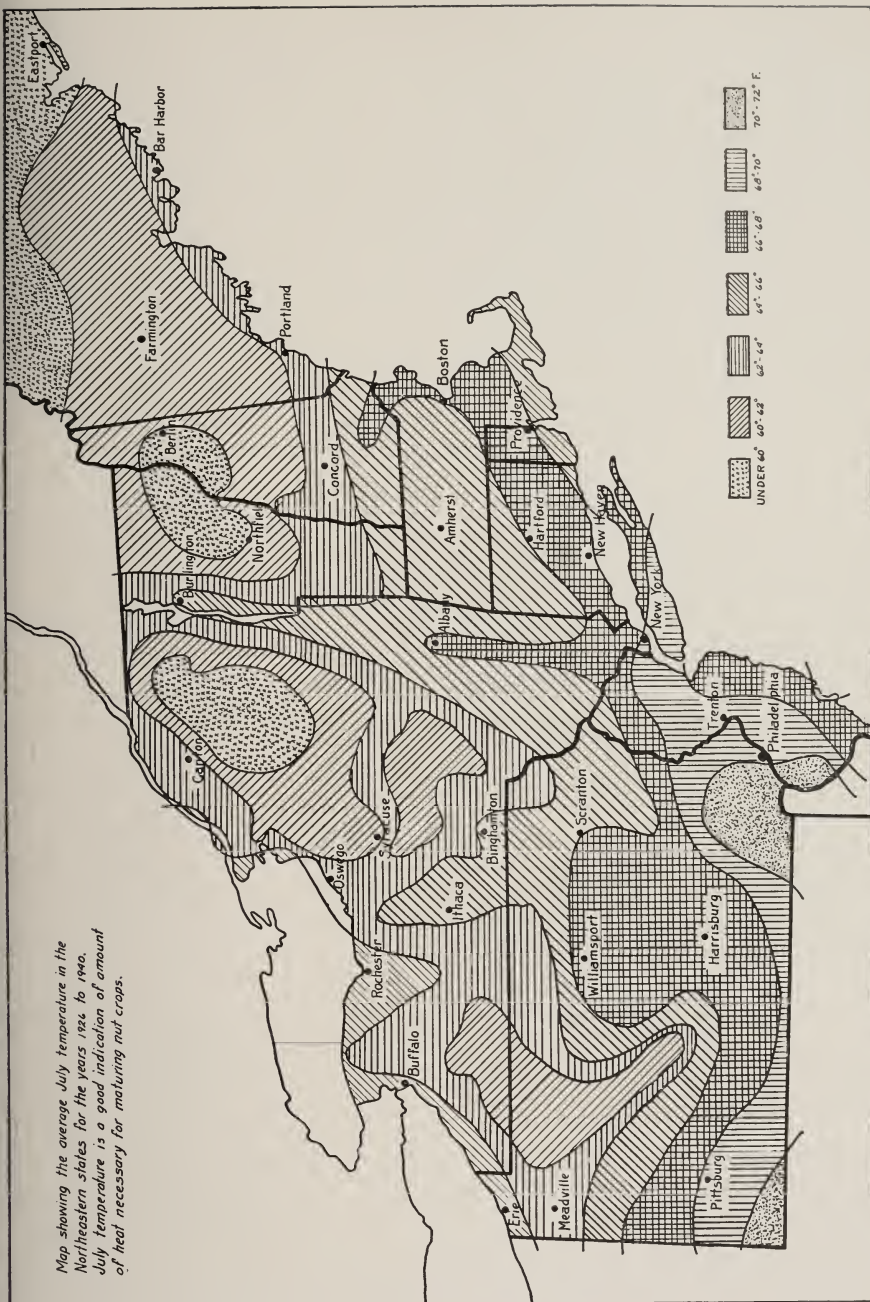 Map showing the average July temperature in the
Northeastern states for the years 1926 to 1940.
July temperature is a good indication of amount
of heat necessary for maturing nut crops.
Eastport
Bar Harbor
Farmington
Portland
Berlin
Burlington
Northfiel
Concord
Boston
Amherst
Providence
Hartford
New Haven
Albany
New York
Canton
Syracuse
Oswego
Binghamton
Ithaca
Rochester
Buffalo
Scranton
Trenton
Philadelphia
Williamsport
Harrisburg
Erie
Meadville
Pittsburg
UNDER 60°
60°-62°
62°-64°
64°-66°
66°-68°
68°-70°
70°-72° F.